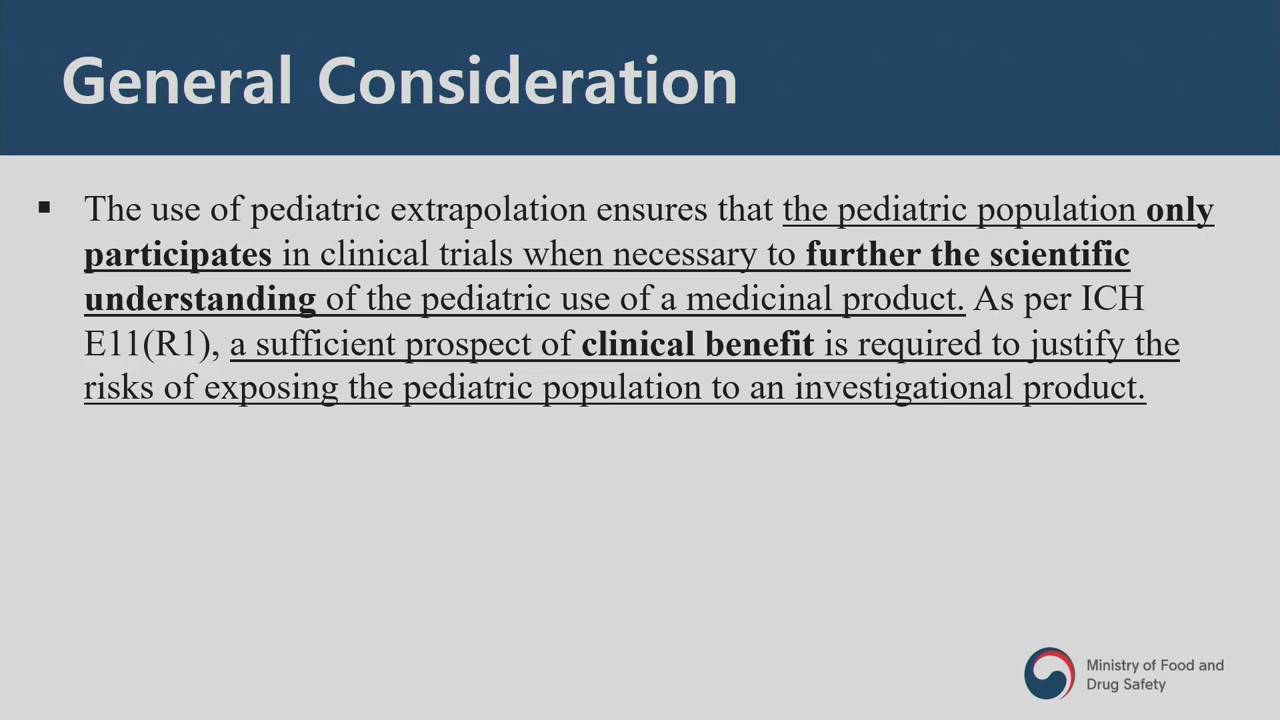 General Consideration
▪ The use of pediatric extrapolation ensures that the pediatric population only
participates in clinical trials when necessary to further the scientific
understanding of the pediatric use of a medicinal product. As per ICH
E11(R1), a sufficient prospect of clinical benefit is required to justify the
risks of exposing the pediatric population to an investigational product.
Ministry of Food and
Drug Safety